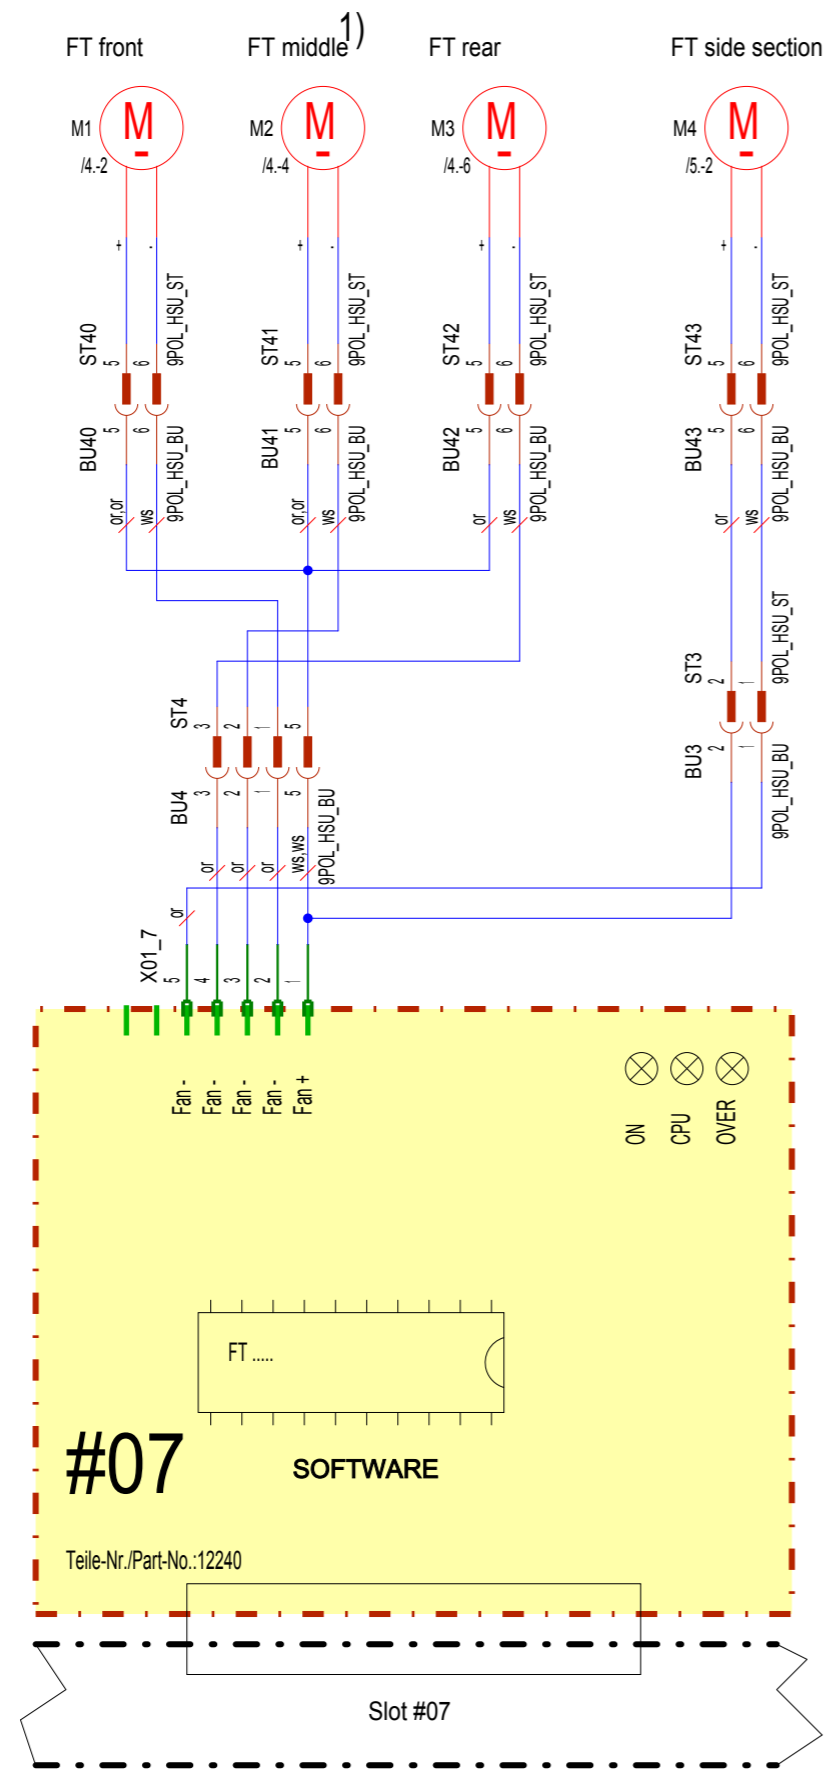 1)
FT front
FT middle
FT rear
FT side section
M1
M
/4.-2
M2
M
/4.-4
M3
M
/4.-6
M4
M
/5.-2
+ -
+ -
+ -
+ -
ST40
5
6
9POL_HSU_ST
ST41
5
6
9POL_HSU_ST
ST42
5
6
9POL_HSU_ST
ST43
5
6
9POL_HSU_ST
BU40
5
6
9POL_HSU_BU
BU41
5
6
9POL_HSU_BU
BU42
5
6
9POL_HSU_BU
BU43
5
6
9POL_HSU_BU
or,or
ws
or,or
ws
or
ws
or
ws
ST3
2
1
9POL_HSU_ST
BU3
2
1
9POL_HSU_BU
ST4
3
2
1
5
BU4
3
2
1
5
9POL_HSU_BU
or
or
or
ws,ws
or
X01_7
5
4
3
2
1
Fan -
Fan -
Fan -
Fan -
Fan +
ON
CPU
OVER
FT .....
#07
SOFTWARE
Teile-Nr./Part-No.:12240
Slot #07